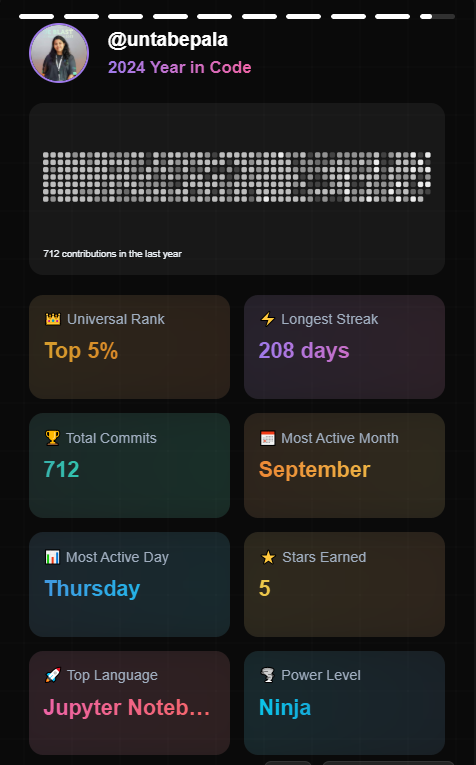 @untabepala
2024 Year in Code
712 contributions in the last year
Universal Rank
Top 5%
Longest Streak
208 days
Total Commits
712
Most Active Month
September
Most Active Day
Thursday
Stars Earned
5
Top Language
Jupyter Noteb...
Power Level
Ninja